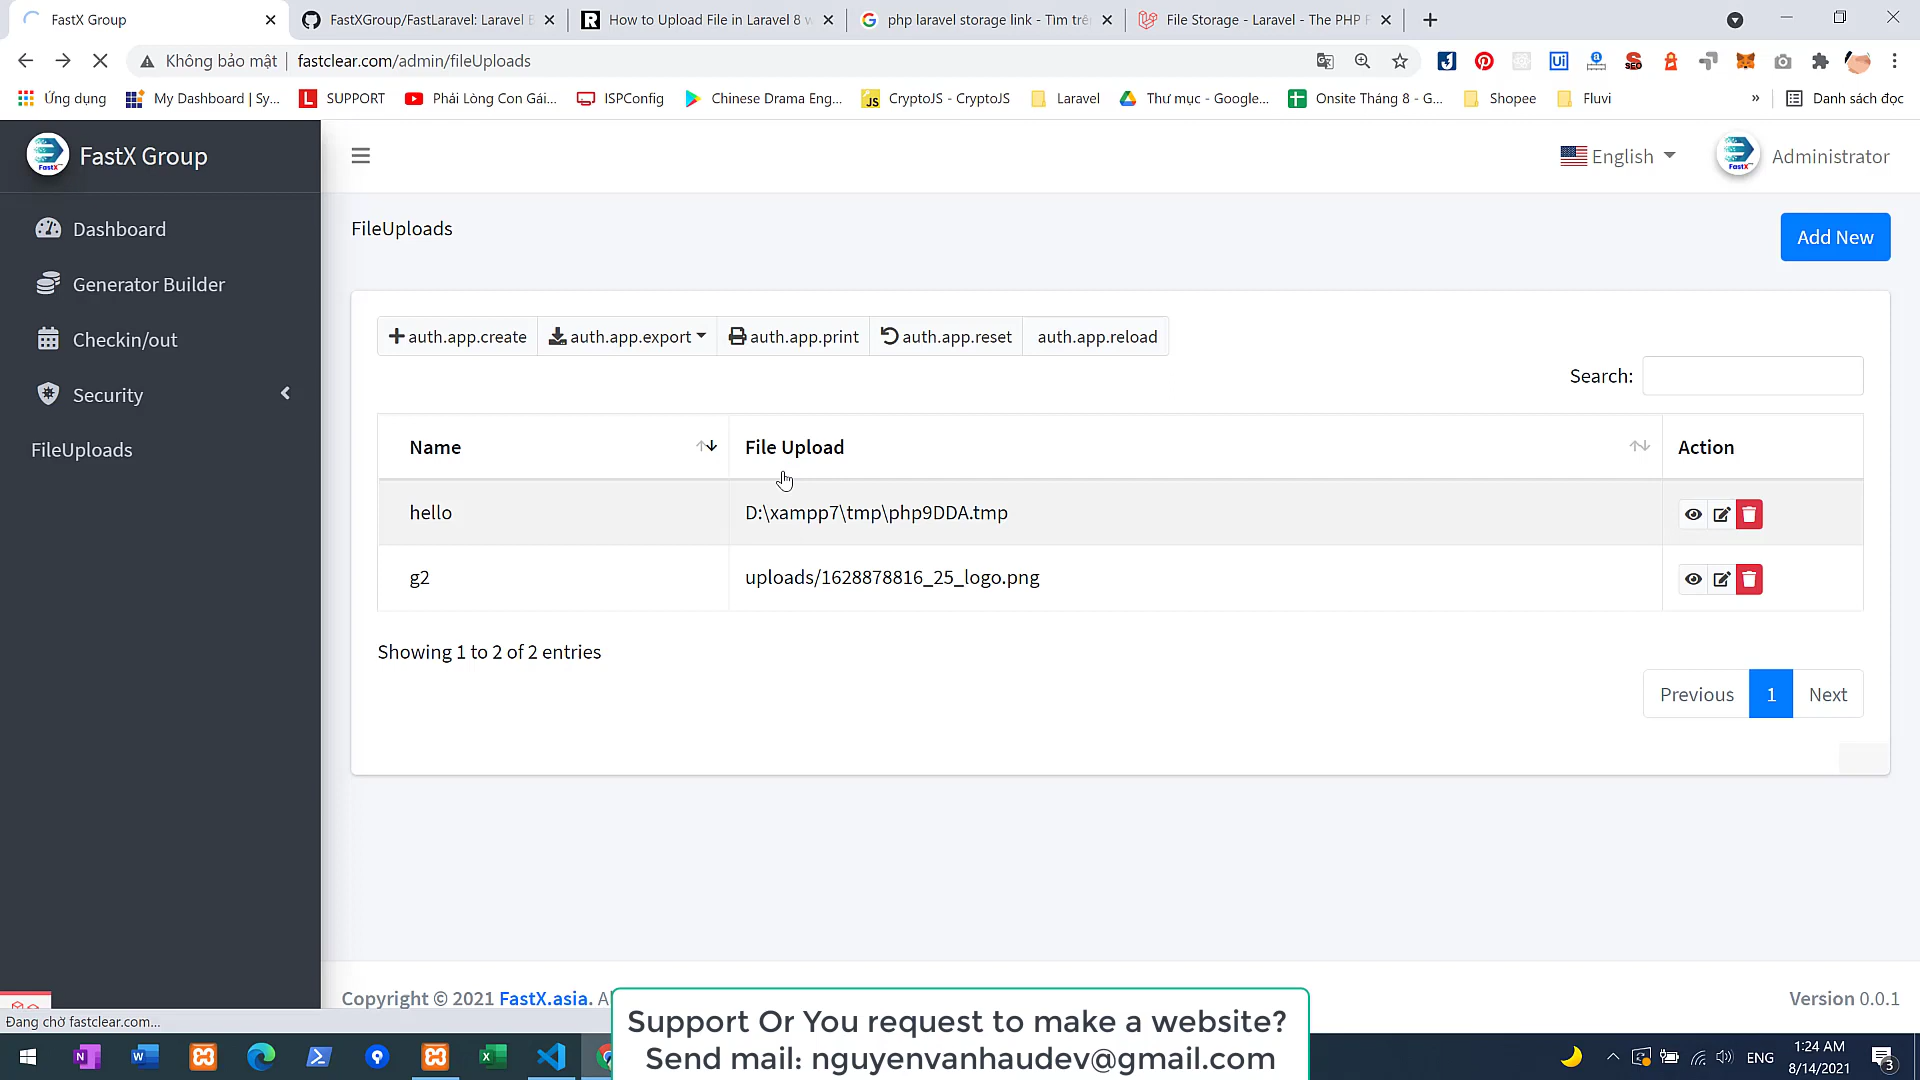 FastX Group
FastXGroup/FastLaravel: Laravel
How to Upload File in Laravel 8
php laravel storage link - Tìm
File Storage - Laravel - The PHP
Không bảo mật fastclear.com/admin/fileUploads
Ứng dụng My Dashboard | Sy... SUPPORT Phải Lòng Con Gái... ISPConfig Chinese Drama Eng... CryptoJS - CryptoJS Laravel Thư mục - Google... Onsite Tháng 8 - G... Shopee Fluvi » Danh sách đọc
FastX Group
English
Administrator
Dashboard
Generator Builder
Checkin/out
Security
FileUploads
FileUploads
Add New
auth.app.create auth.app.export auth.app.print auth.app.reset auth.app.reload
Search:
Name File Upload Action
hello D:\xampp7\tmp\php9DDA.tmp
g2 uploads/1628878816_25_logo.png
Showing 1 to 2 of 2 entries
Previous 1 Next
Copyright © 2021 FastX.asia.
Version 0.0.1
Đang chờ fastclear.com...
Support Or You request to make a website?
Send mail: nguyenvanhaudev@gmail.com
ENG
1:24 AM
8/14/2021
3